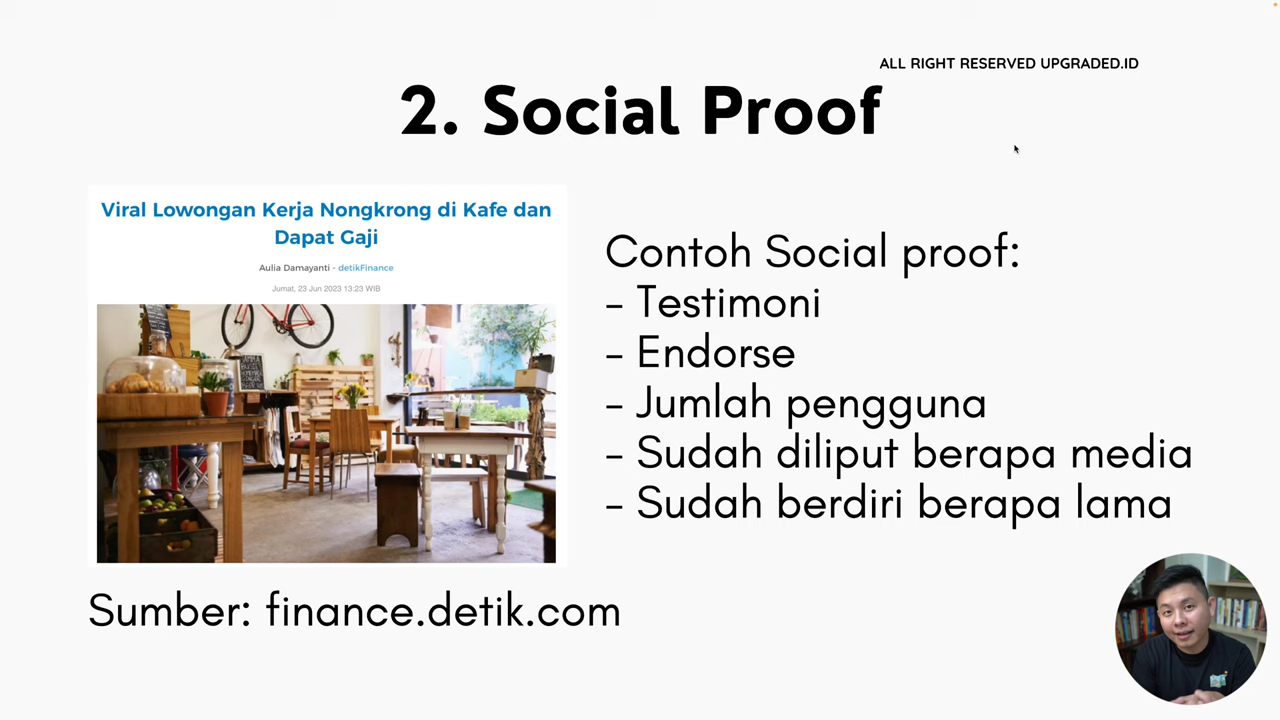 ALL RIGHT RESERVED UPGRADED.ID
2. Social Proof
Viral Lowongan Kerja Nongkrong di Kafe dan
Dapat Gaji
Aulia Damayanti - detikFinance
Jumat, 23 Jun 2023 13:23 WIB
Contoh Social proof:
- Testimoni
- Endorse
- Jumlah pengguna
- Sudah diliput berapa media
- Sudah berdiri berapa lama
Sumber: finance.detik.com